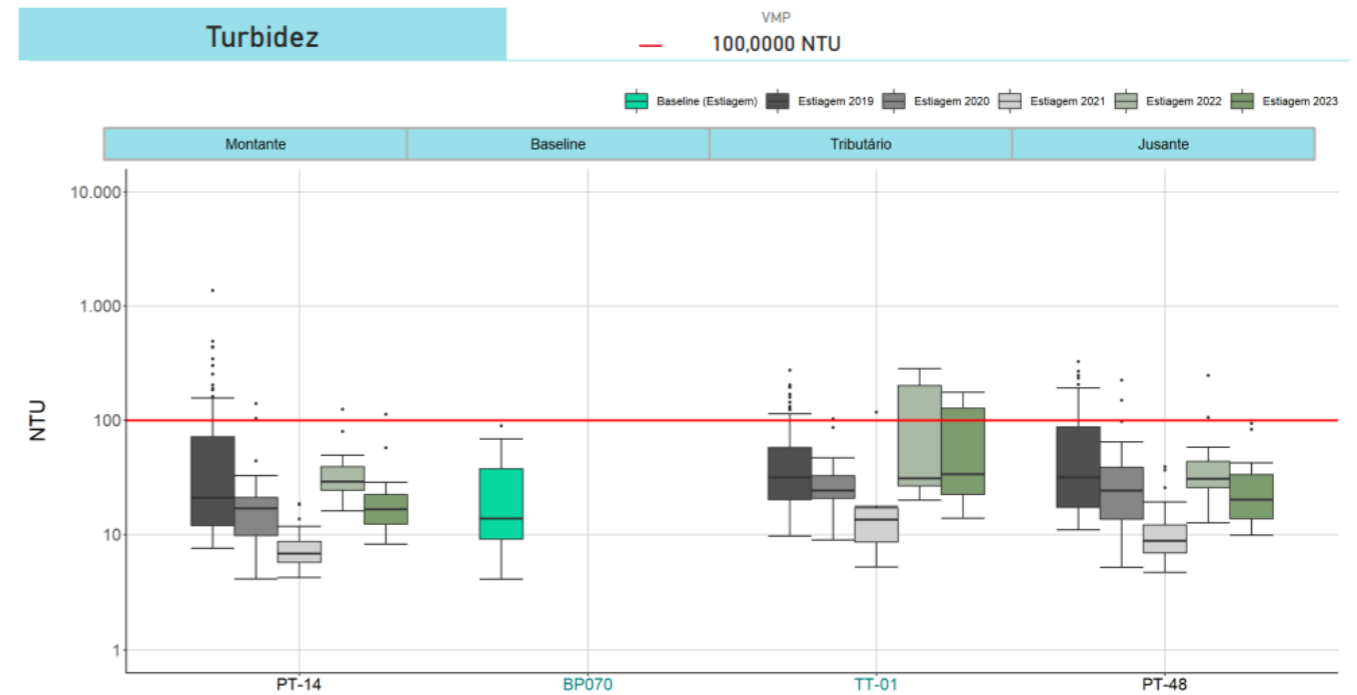 Turbidez
VMP
100,0000 NTU
Baseline (Estiagem) Estiagem 2019 Estiagem 2020 Estiagem 2021 Estiagem 2022 Estiagem 2023
Montante Baseline Tributário Jusante
10.000
1.000
100
10
1
NTU
PT-14 BP070 TT-01 PT-48